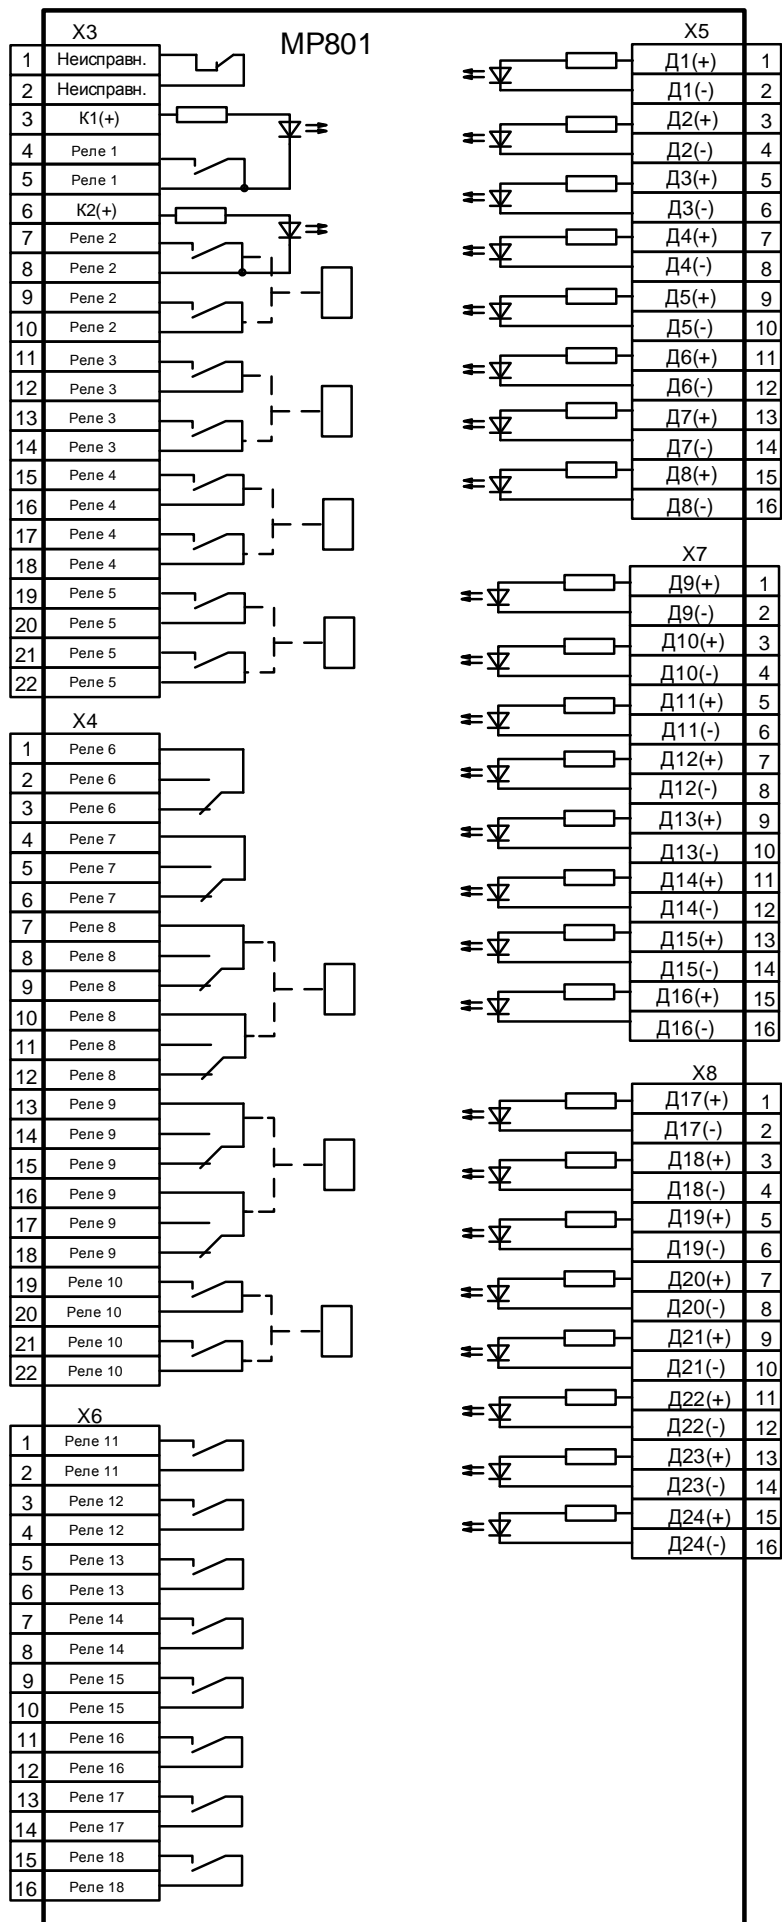 МР801
X3
1 Неисправн.
2 Неисправн.
3 К1(+)
4 Реле 1
5 Реле 1
6 К2(+)
7 Реле 2
8 Реле 2
9 Реле 2
10 Реле 2
11 Реле 3
12 Реле 3
13 Реле 3
14 Реле 3
15 Реле 4
16 Реле 4
17 Реле 4
18 Реле 4
19 Реле 5
20 Реле 5
21 Реле 5
22 Реле 5
X4
1 Реле 6
2 Реле 6
3 Реле 6
4 Реле 7
5 Реле 7
6 Реле 7
7 Реле 8
8 Реле 8
9 Реле 8
10 Реле 8
11 Реле 8
12 Реле 8
13 Реле 9
14 Реле 9
15 Реле 9
16 Реле 9
17 Реле 9
18 Реле 9
19 Реле 10
20 Реле 10
21 Реле 10
22 Реле 10
X6
1 Реле 11
2 Реле 11
3 Реле 12
4 Реле 12
5 Реле 13
6 Реле 13
7 Реле 14
8 Реле 14
9 Реле 15
10 Реле 15
11 Реле 16
12 Реле 16
13 Реле 17
14 Реле 17
15 Реле 18
16 Реле 18
X5
Д1(+) 1
Д1(-) 2
Д2(+) 3
Д2(-) 4
Д3(+) 5
Д3(-) 6
Д4(+) 7
Д4(-) 8
Д5(+) 9
Д5(-) 10
Д6(+) 11
Д6(-) 12
Д7(+) 13
Д7(-) 14
Д8(+) 15
Д8(-) 16
X7
Д9(+) 1
Д9(-) 2
Д10(+) 3
Д10(-) 4
Д11(+) 5
Д11(-) 6
Д12(+) 7
Д12(-) 8
Д13(+) 9
Д13(-) 10
Д14(+) 11
Д14(-) 12
Д15(+) 13
Д15(-) 14
Д16(+) 15
Д16(-) 16
X8
Д17(+) 1
Д17(-) 2
Д18(+) 3
Д18(-) 4
Д19(+) 5
Д19(-) 6
Д20(+) 7
Д20(-) 8
Д21(+) 9
Д21(-) 10
Д22(+) 11
Д22(-) 12
Д23(+) 13
Д23(-) 14
Д24(+) 15
Д24(-) 16